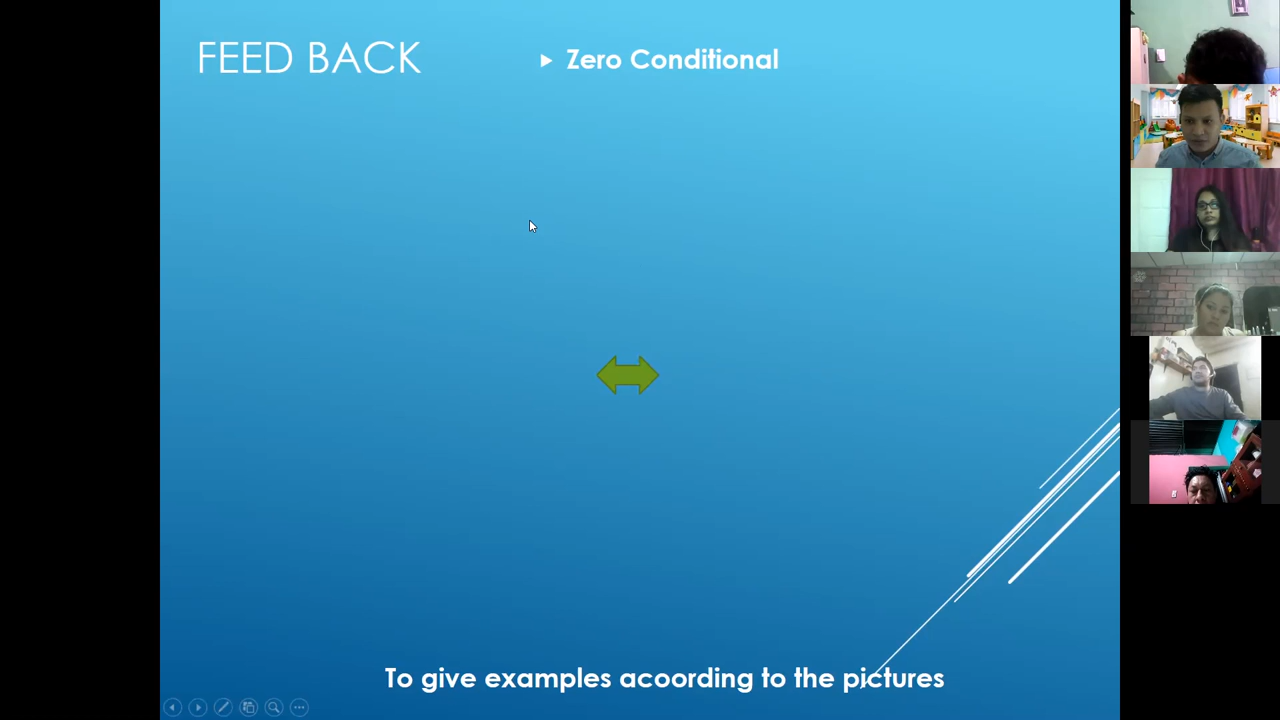 FEED BACK
Zero Conditional
To give examples acoording to the pictures